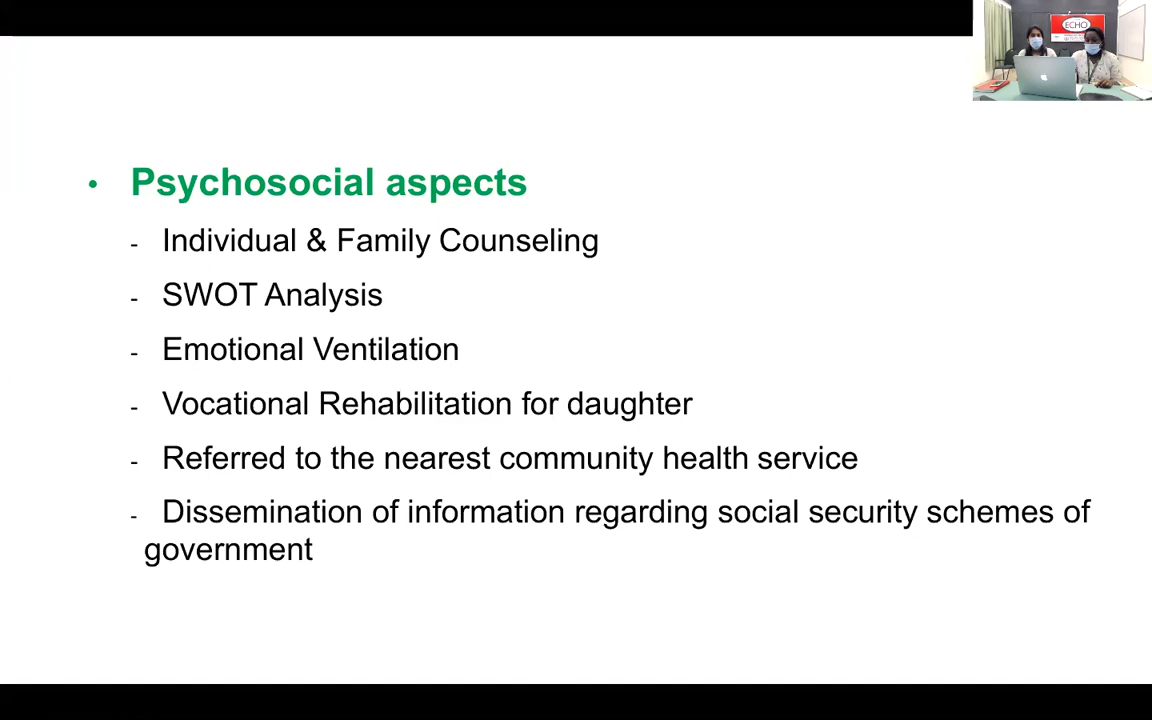 ECHO
• Psychosocial aspects
- Individual & Family Counseling
- SWOT Analysis
- Emotional Ventilation
- Vocational Rehabilitation for daughter
- Referred to the nearest community health service
- Dissemination of information regarding social security schemes of
government